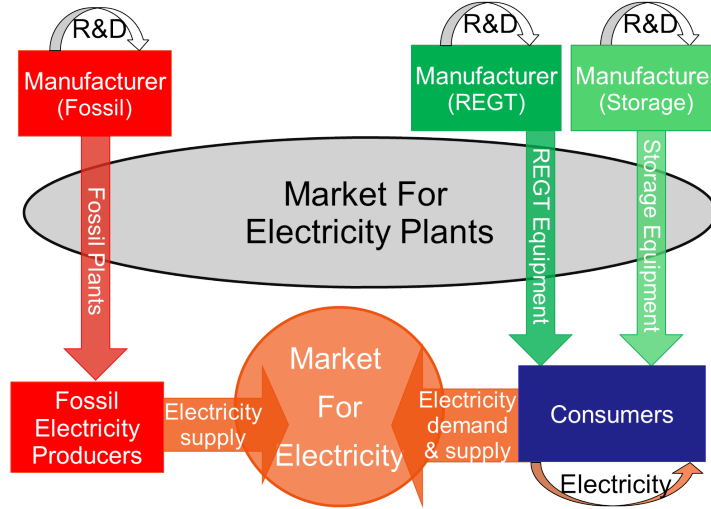 R&D
R&D
R&D
Manufacturer
(Fossil)
Manufacturer
(REGT)
Manufacture
(Storage)
Fossil Plants
REGT Equipment
Storage Equipment
Market For
Electricity Plants
Market
For
Electricity
Fossil
Electricity
Producers
Electricity
supply
Electricity
demand
& supply
Consumers
Electricity